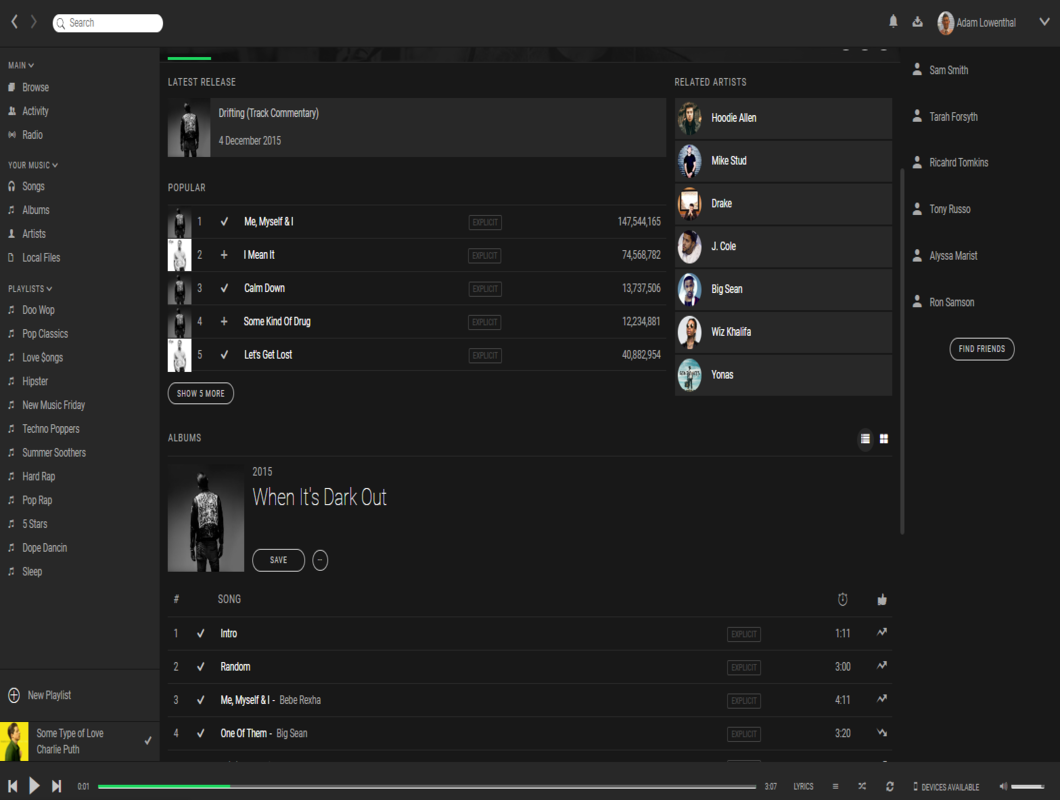 Search
Adam Lowenthal
MAIN
Browse
Activity
Radio
YOUR MUSIC
Songs
Albums
Artists
Local Files
PLAYLISTS
Doo Wop
Pop Classics
Love $ongs
Hipster
New Music Friday
Techno Poppers
Summer Soothers
Hard Rap
Pop Rap
5 Stars
Dope Dancin
Sleep
New Playlist
Some Type of Love
Charlie Puth
LATEST RELEASE
Drifting (Track Commentary)
4 December 2015
POPULAR
1 Me, Myself & I EXPLICIT 147,544,165
2 I Mean It EXPLICIT 74,568,782
3 Calm Down EXPLICIT 13,737,506
4 Some Kind Of Drug EXPLICIT 12,234,881
5 Let's Get Lost EXPLICIT 40,882,954
SHOW 5 MORE
RELATED ARTISTS
Hoodie Allen
Mike Stud
Drake
J. Cole
Big Sean
Wiz Khalifa
Yonas
ALBUMS
2015
When It's Dark Out
SAVE
# SONG
1 Intro EXPLICIT 1:11
2 Random EXPLICIT 3:00
3 Me, Myself & I - Bebe Rexha EXPLICIT 4:11
4 One Of Them - Big Sean EXPLICIT 3:20
Sam Smith
Tarah Forsyth
Ricahrd Tomkins
Tony Russo
Alyssa Marist
Ron Samson
FIND FRIENDS
0:01
3:07
LYRICS
DEVICES AVAILABLE